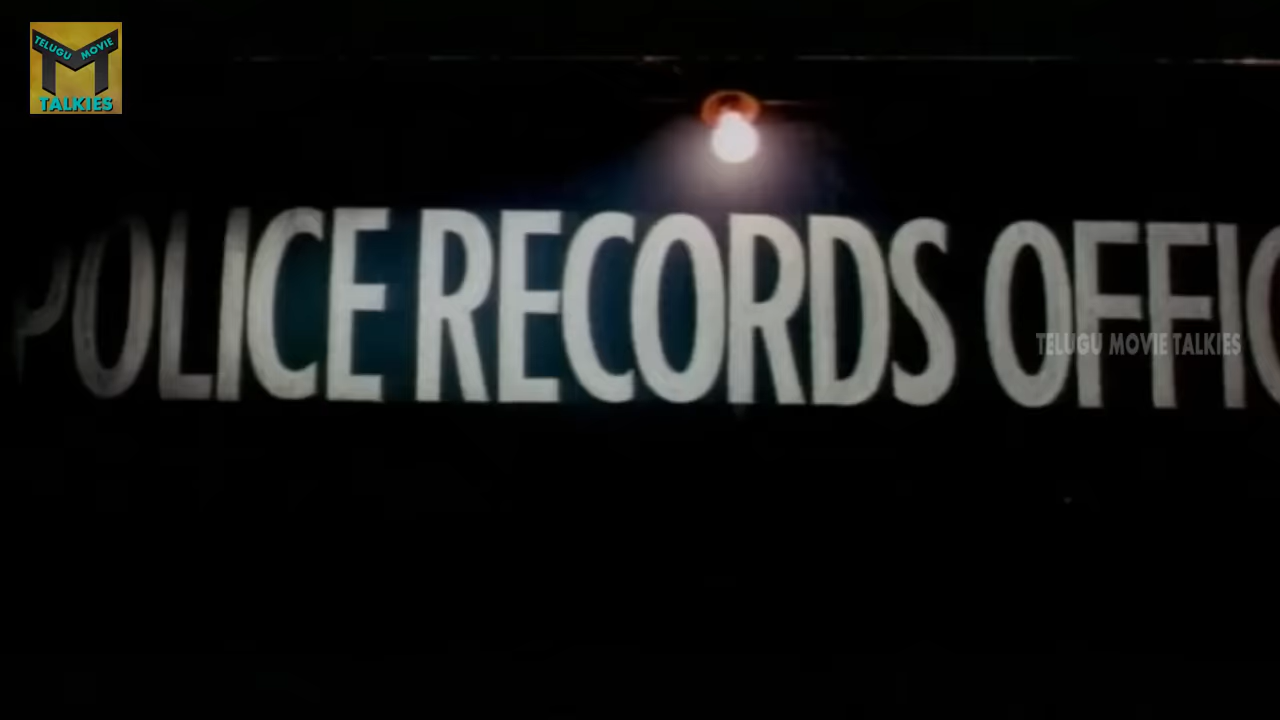 TELUGU MOVIE
TALKIES
POLICE RECORDS OFFIC
TELUGU MOVIE TALKIES